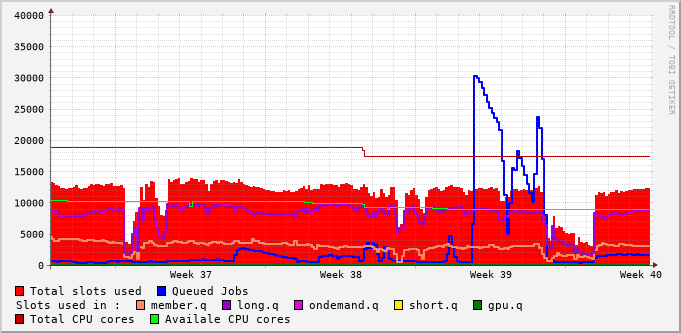 40000
35000
30000
25000
20000
15000
10000
5000
0
Week 37 Week 38 Week 39 Week 40
RRDTOOL / TOBI OETIKER
Total slots used Queued Jobs
Slots used in : member.q long.q ondemand.q short.q gpu.q
Total CPU cores Availale CPU cores